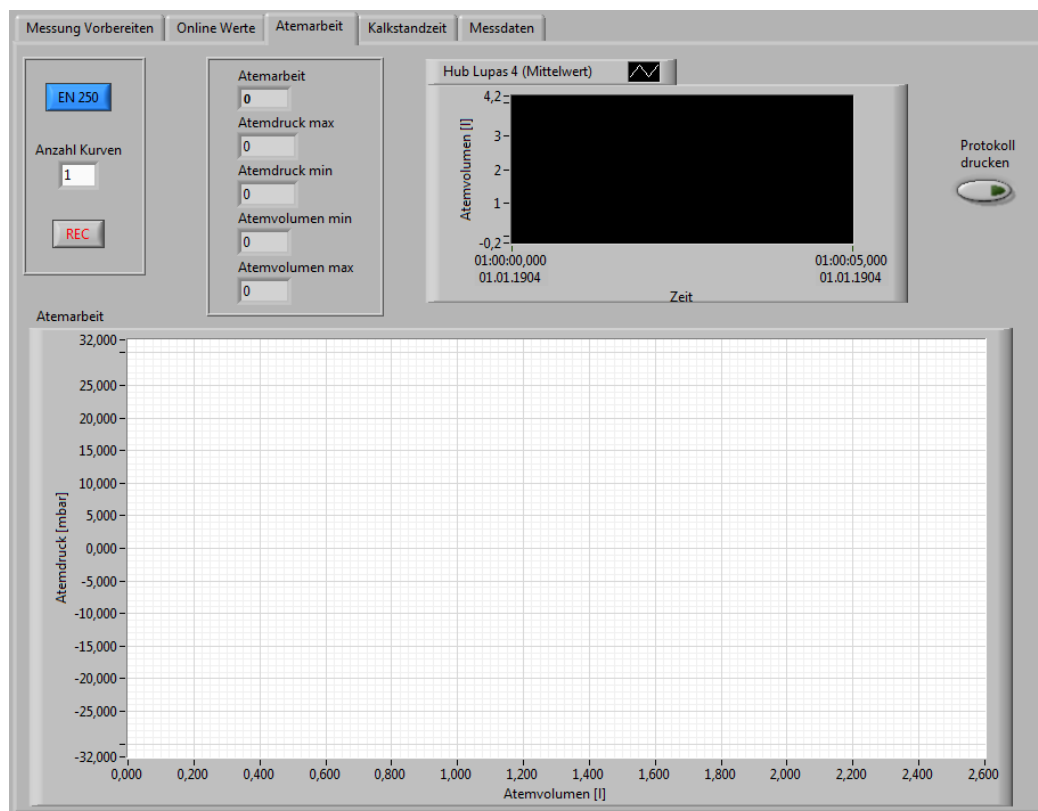 Messung Vorbereiten
Online Werte
Atemarbeit
Kalkstandzeit
Messdaten
EN 250
Anzahl Kurven
1
REC
Atemarbeit
0
Atemdruck max
0
Atemdruck min
0
Atemvolumen min
0
Atemvolumen max
0
Hub Lupas 4 (Mittelwert)
Atemvolumen [l]
4,2
3
2
1
-0,2
01:00:00,000
01.01.1904
01:00:05,000
01.01.1904
Zeit
Protokoll
drucken
Atemarbeit
Atemdruck [mbar]
32,000
25,000
20,000
15,000
10,000
5,000
0,000
-5,000
-10,000
-15,000
-20,000
-25,000
-32,000
0,000 0,200 0,400 0,600 0,800 1,000 1,200 1,400 1,600 1,800 2,000 2,200 2,400 2,600
Atemvolumen [l]